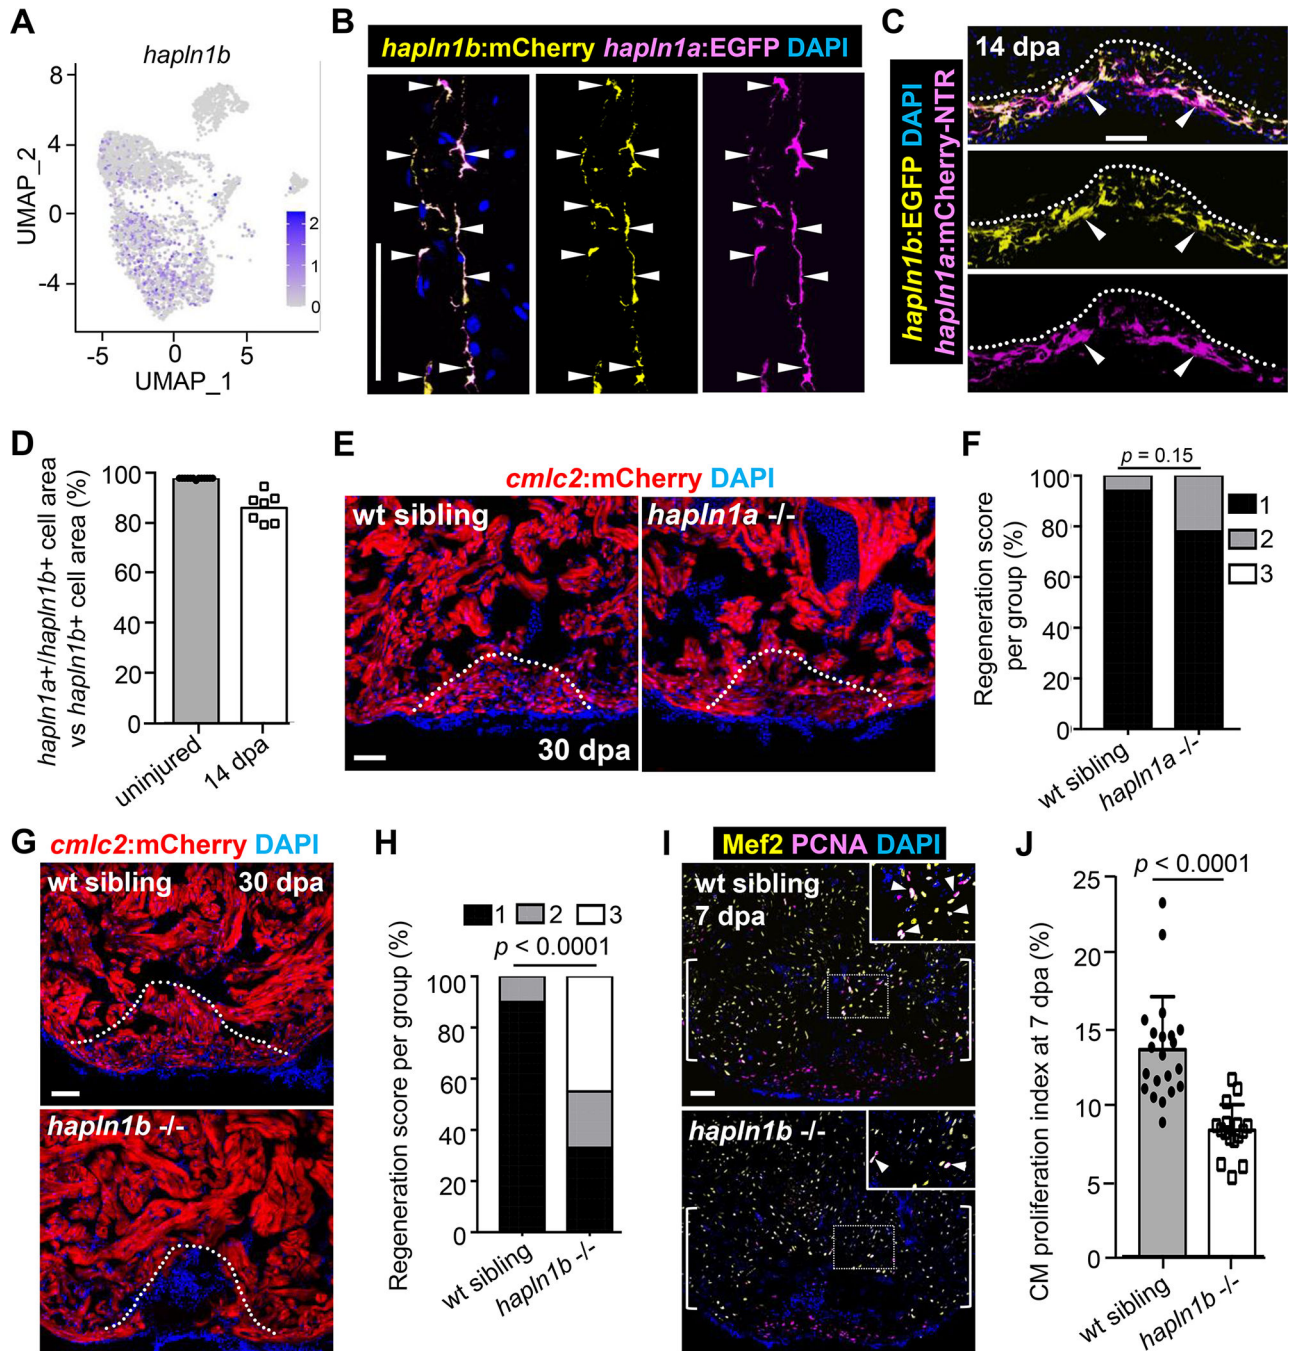 A
hapln1b
8
4
0
-4
UMAP_2
-5 0 5
UMAP_1
2
1
0
B
hapln1b:mCherry hapln1a:EGFP DAPI
C
hapln1b:EGFP DAPI
hapln1a:mCherry-NTR
14 dpa
D
hapln1a+/hapln1b+ cell area
vs hapln1b+ cell area (%)
100
80
60
40
20
0
uninjured
14 dpa
E
cmlc2:mCherry DAPI
wt sibling
hapln1a -/-
30 dpa
F
p = 0.15
Regeneration score
per group (%)
100
80
60
40
20
0
1
2
3
wt sibling
hapln1a -/-
G
cmlc2:mCherry DAPI
wt sibling 30 dpa
hapln1b -/-
H
1 2 3
p < 0.0001
Regeneration score per group (%)
100
80
60
40
20
0
wt sibling
hapln1b -/-
I
Mef2 PCNA DAPI
wt sibling
7 dpa
hapln1b -/-
J
p < 0.0001
CM proliferation index at 7 dpa (%)
25
20
15
10
5
0
wt sibling
hapln1b -/-